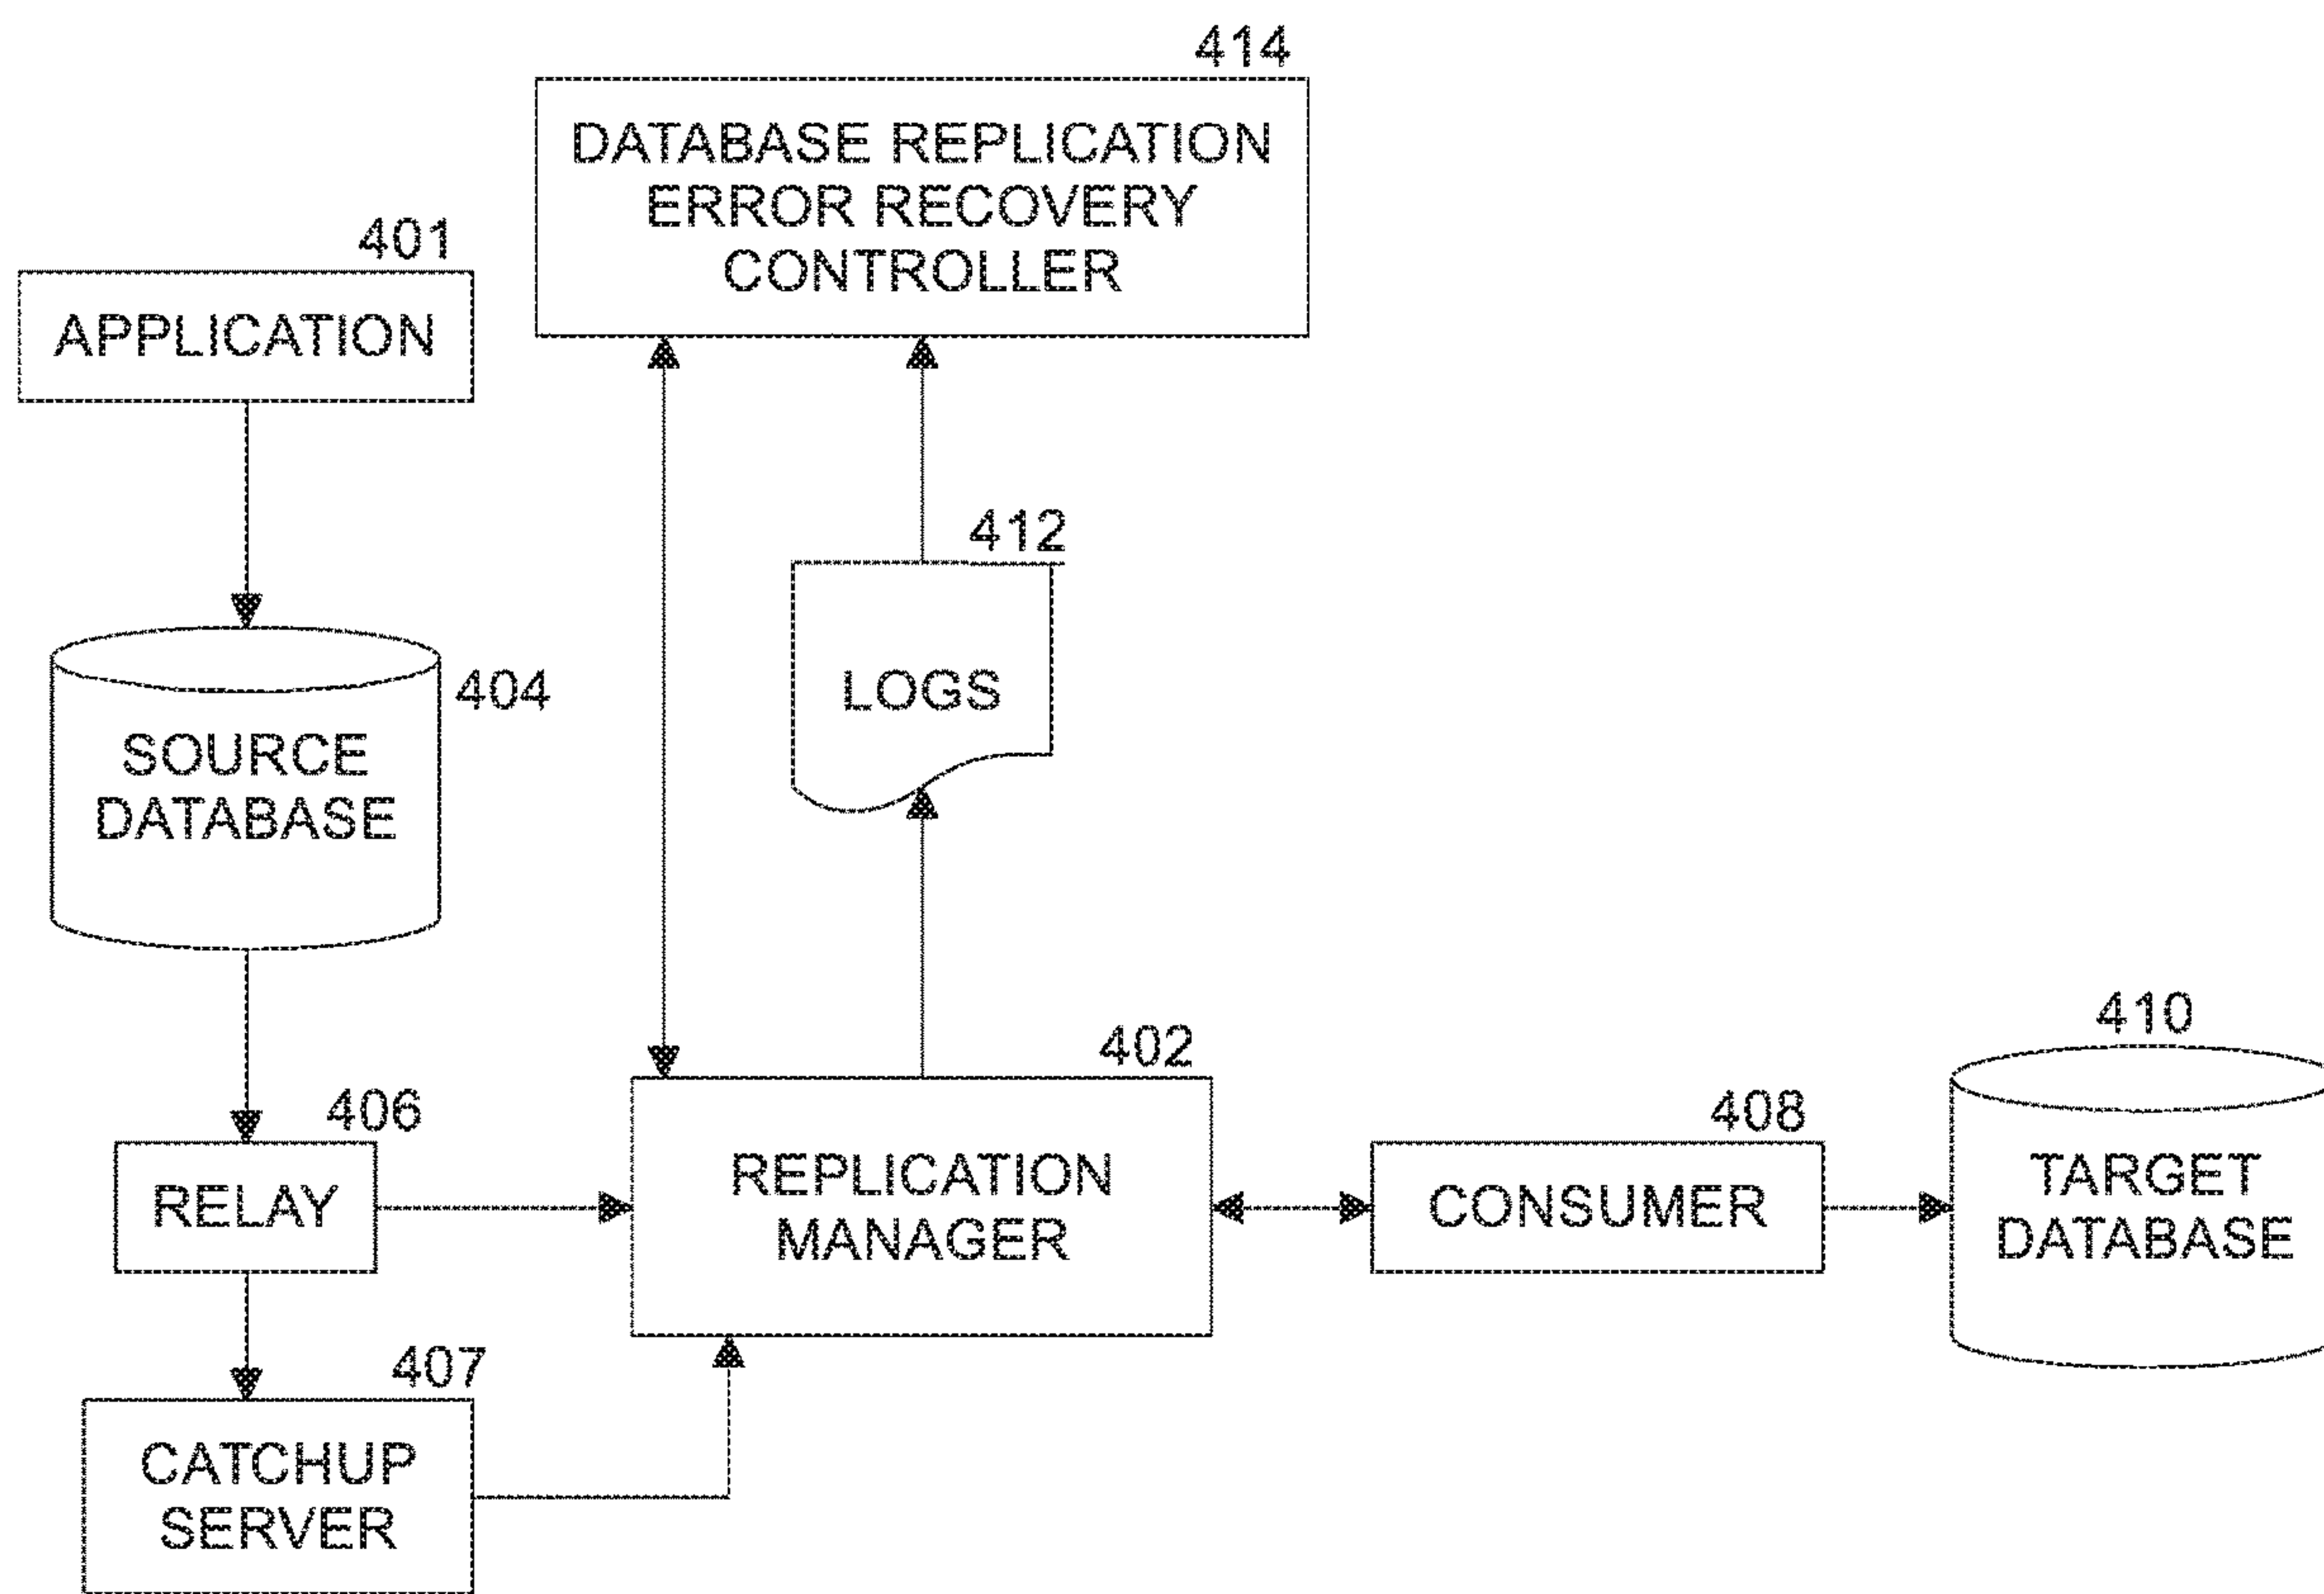 414
DATABASE REPLICATION
ERROR RECOVERY
CONTROLLER
401
APPLICATION
412
LOGS
404
SOURCE
DATABASE
402
REPLICATION
MANAGER
410
TARGET
DATABASE
406
RELAY
408
CONSUMER
407
CATCHUP
SERVER